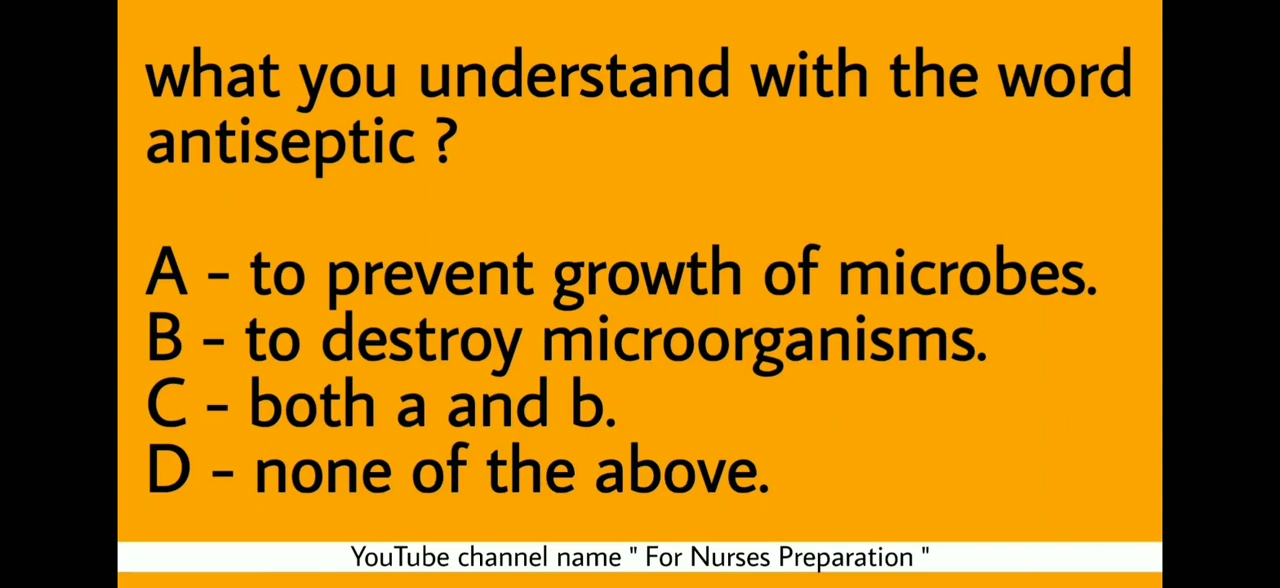 what you understand with the word
antiseptic ?
A - to prevent growth of microbes.
B - to destroy microorganisms.
C - both a and b.
D - none of the above.
YouTube channel name " For Nurses Preparation "